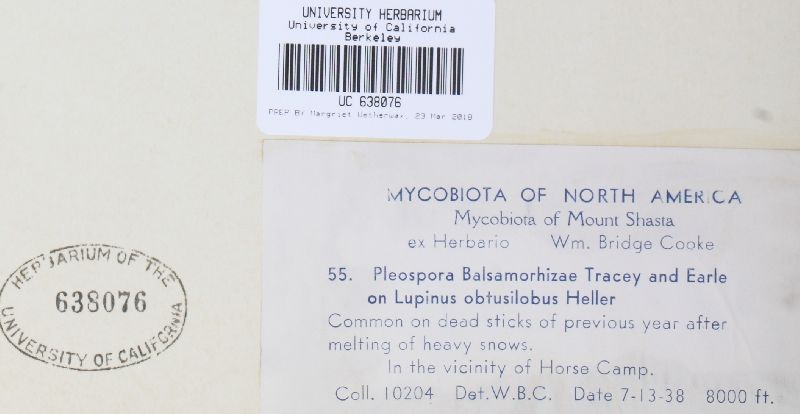 UNIVERSITY HERBARIUM
University of California
Berkeley
UC 638076
PREP BY Margriet Wetherwax, 23 Mar 2018
MYCOBIOTA OF NORTH AMERICA
Mycobiota of Mount Shasta
ex Herbario Wm. Bridge Cooke
55. Pleospora Balsamorhizae Tracey and Earle
on Lupinus obtusilobus Heller
Common on dead sticks of previous year after
melting of heavy snows.
In the vicinity of Horse Camp.
Coll. 10204 Det.W.B.C. Date 7-13-38 8000 ft.
HERBARIUM OF THE
638076
UNIVERSITY OF CALIFORNIA